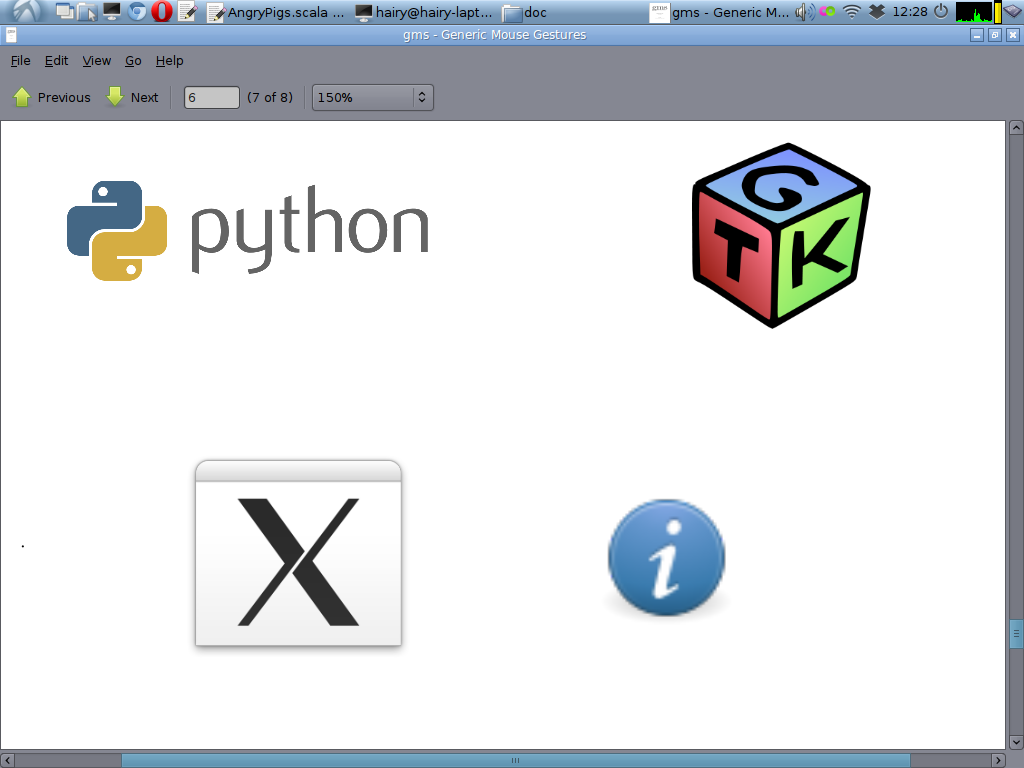 AngryPigs.scala ... hairy@hairy-lapt... doc gms - Generic M... 12:28
gms - Generic Mouse Gestures
File Edit View Go Help
Previous Next 6 (7 of 8) 150%
python
G
T K
X
i